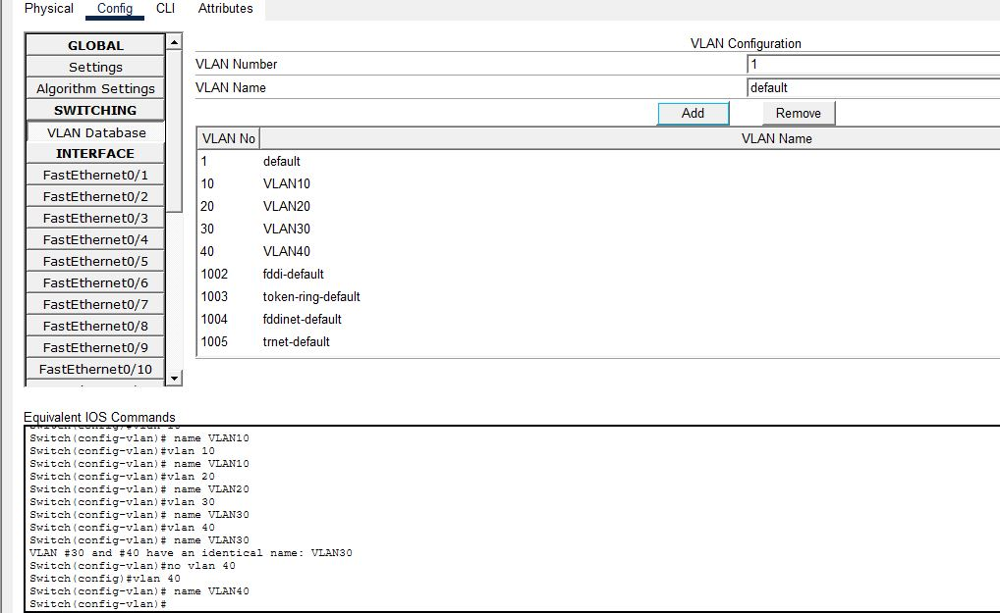 Physical Config CLI Attributes
GLOBAL
Settings
Algorithm Settings
SWITCHING
VLAN Database
INTERFACE
FastEthernet0/1
FastEthernet0/2
FastEthernet0/3
FastEthernet0/4
FastEthernet0/5
FastEthernet0/6
FastEthernet0/7
FastEthernet0/8
FastEthernet0/9
FastEthernet0/10
VLAN Configuration
VLAN Number 1
VLAN Name default
Add Remove
VLAN No VLAN Name
1 default
10 VLAN10
20 VLAN20
30 VLAN30
40 VLAN40
1002 fddi-default
1003 token-ring-default
1004 fddinet-default
1005 trnet-default
Equivalent IOS Commands
Switch(config-vlan)# name VLAN10
Switch(config-vlan)#vlan 10
Switch(config-vlan)# name VLAN10
Switch(config-vlan)#vlan 20
Switch(config-vlan)# name VLAN20
Switch(config-vlan)#vlan 30
Switch(config-vlan)# name VLAN30
Switch(config-vlan)#vlan 40
Switch(config-vlan)# name VLAN30
VLAN #30 and #40 have an identical name: VLAN30
Switch(config-vlan)#no vlan 40
Switch(config)#vlan 40
Switch(config-vlan)# name VLAN40
Switch(config-vlan)#